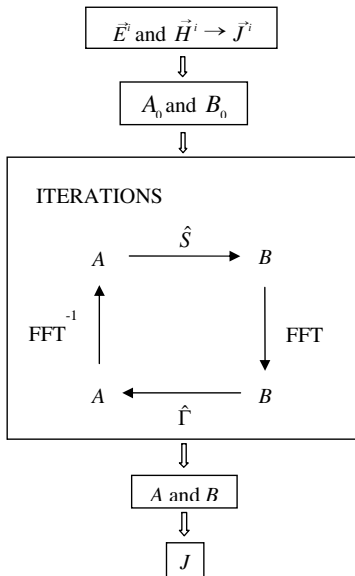 E⃗ⁱ and H⃗ⁱ → J⃗ⁱ
A₀ and B₀
ITERATIONS
Ŝ
A B
FFT⁻¹ FFT
A B
Γ̂
A and B
J